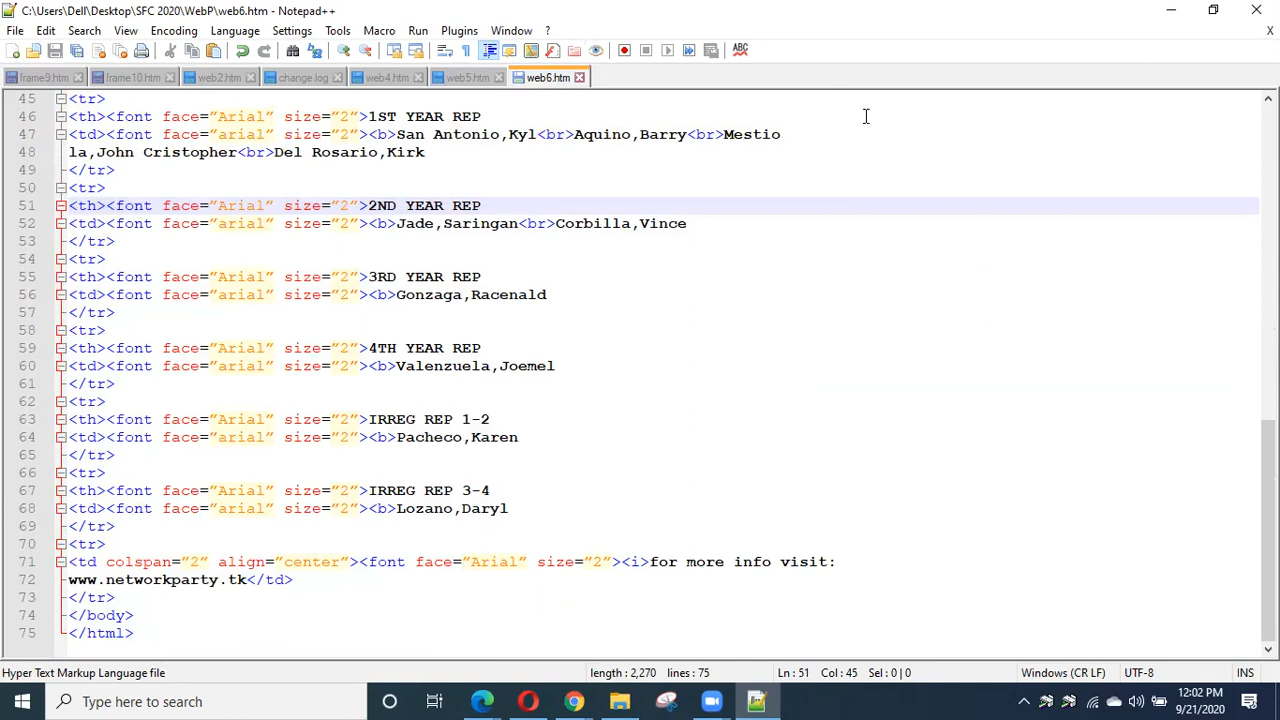 C:\Users\Dell\Desktop\SFC 2020\WebP\web6.htm - Notepad++
File Edit Search View Encoding Language Settings Tools Macro Run Plugins Window ? X
ABC
frame9.htm frame10.htm web2.htm change.log web4.htm web5.htm web6.htm
45 <tr>
46 <th><font face="Arial" size="2">1ST YEAR REP
47 <td><font face="arial" size="2"><b>San Antonio,Kyl<br>Aquino,Barry<br>Mestio
48 la,John Cristopher<br>Del Rosario,Kirk
49 </tr>
50 <tr>
51 <th><font face="Arial" size="2">2ND YEAR REP
52 <td><font face="arial" size="2"><b>Jade,Saringan<br>Corbilla,Vince
53 </tr>
54 <tr>
55 <th><font face="Arial" size="2">3RD YEAR REP
56 <td><font face="arial" size="2"><b>Gonzaga,Racenald
57 </tr>
58 <tr>
59 <th><font face="Arial" size="2">4TH YEAR REP
60 <td><font face="arial" size="2"><b>Valenzuela,Joemel
61 </tr>
62 <tr>
63 <th><font face="Arial" size="2">IRREG REP 1-2
64 <td><font face="arial" size="2"><b>Pacheco,Karen
65 </tr>
66 <tr>
67 <th><font face="Arial" size="2">IRREG REP 3-4
68 <td><font face="arial" size="2"><b>Lozano,Daryl
69 </tr>
70 <tr>
71 <td colspan="2" align="center"><font face="Arial" size="2"><i>for more info visit:
72 www.networkparty.tk</td>
73 </tr>
74 </body>
75 </html>
Hyper Text Markup Language file length : 2,270 lines : 75 Ln : 51 Col : 45 Sel : 0 | 0 Windows (CR LF) UTF-8 INS
Type here to search
12:02 PM
9/21/2020